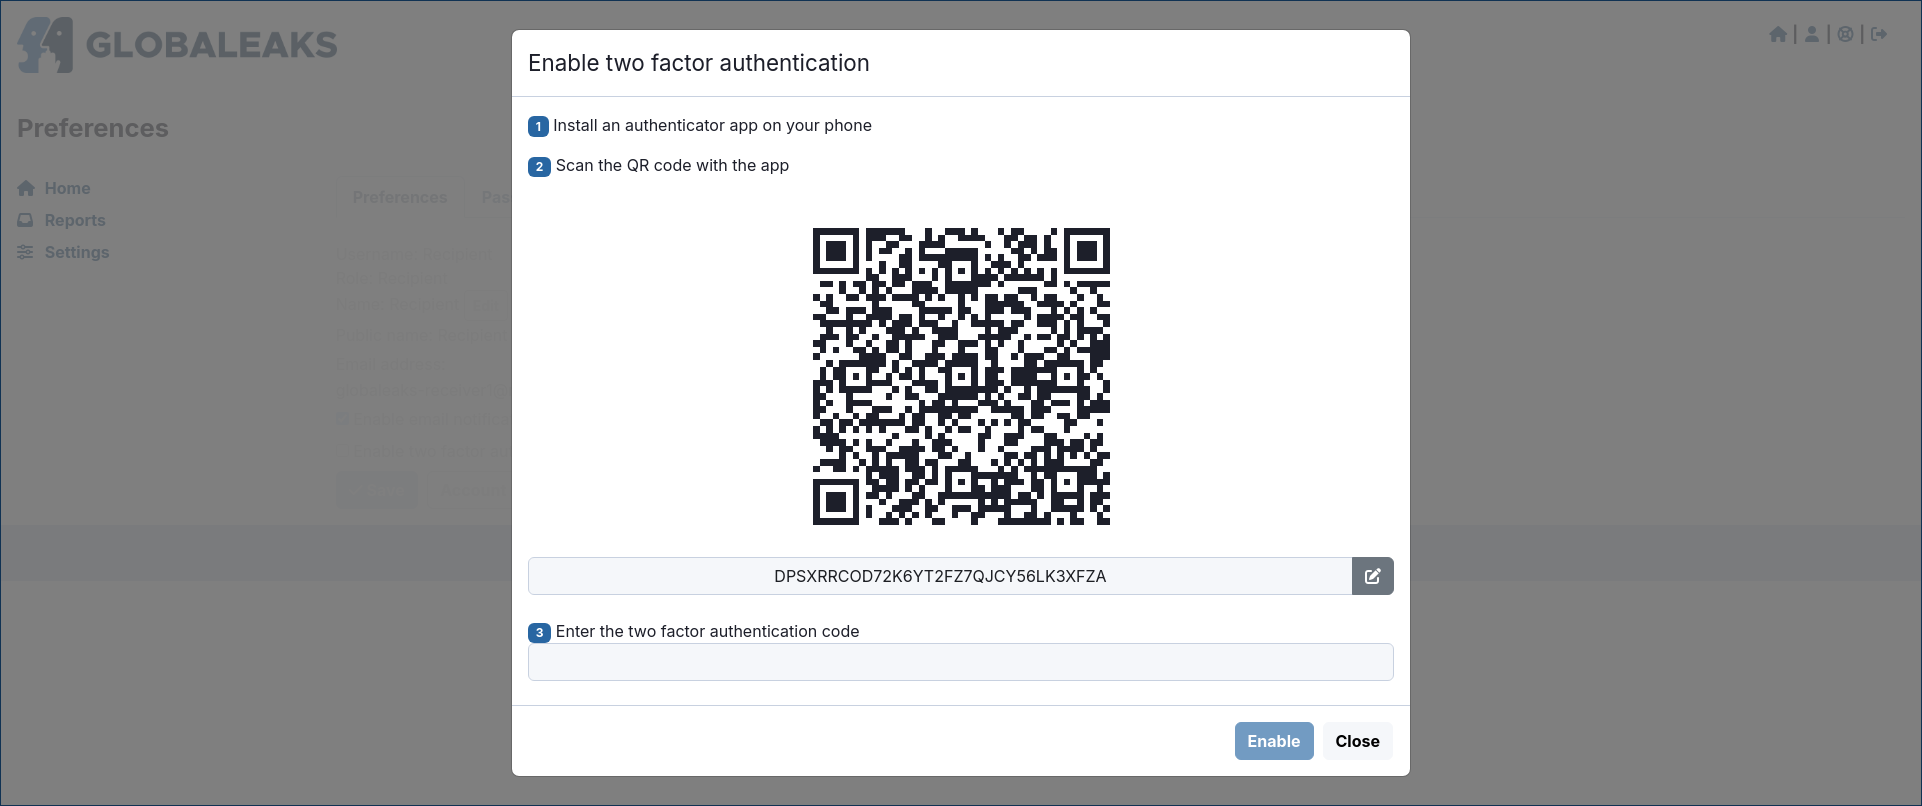 GLOBALEAKS
Preferences
Home
Reports
Settings
Preferences
Enable two factor authentication
1 Install an authenticator app on your phone
2 Scan the QR code with the app
DPSXRRCOD72K6YT2FZ7QJCY56LK3XFZA
3 Enter the two factor authentication code
Enable
Close